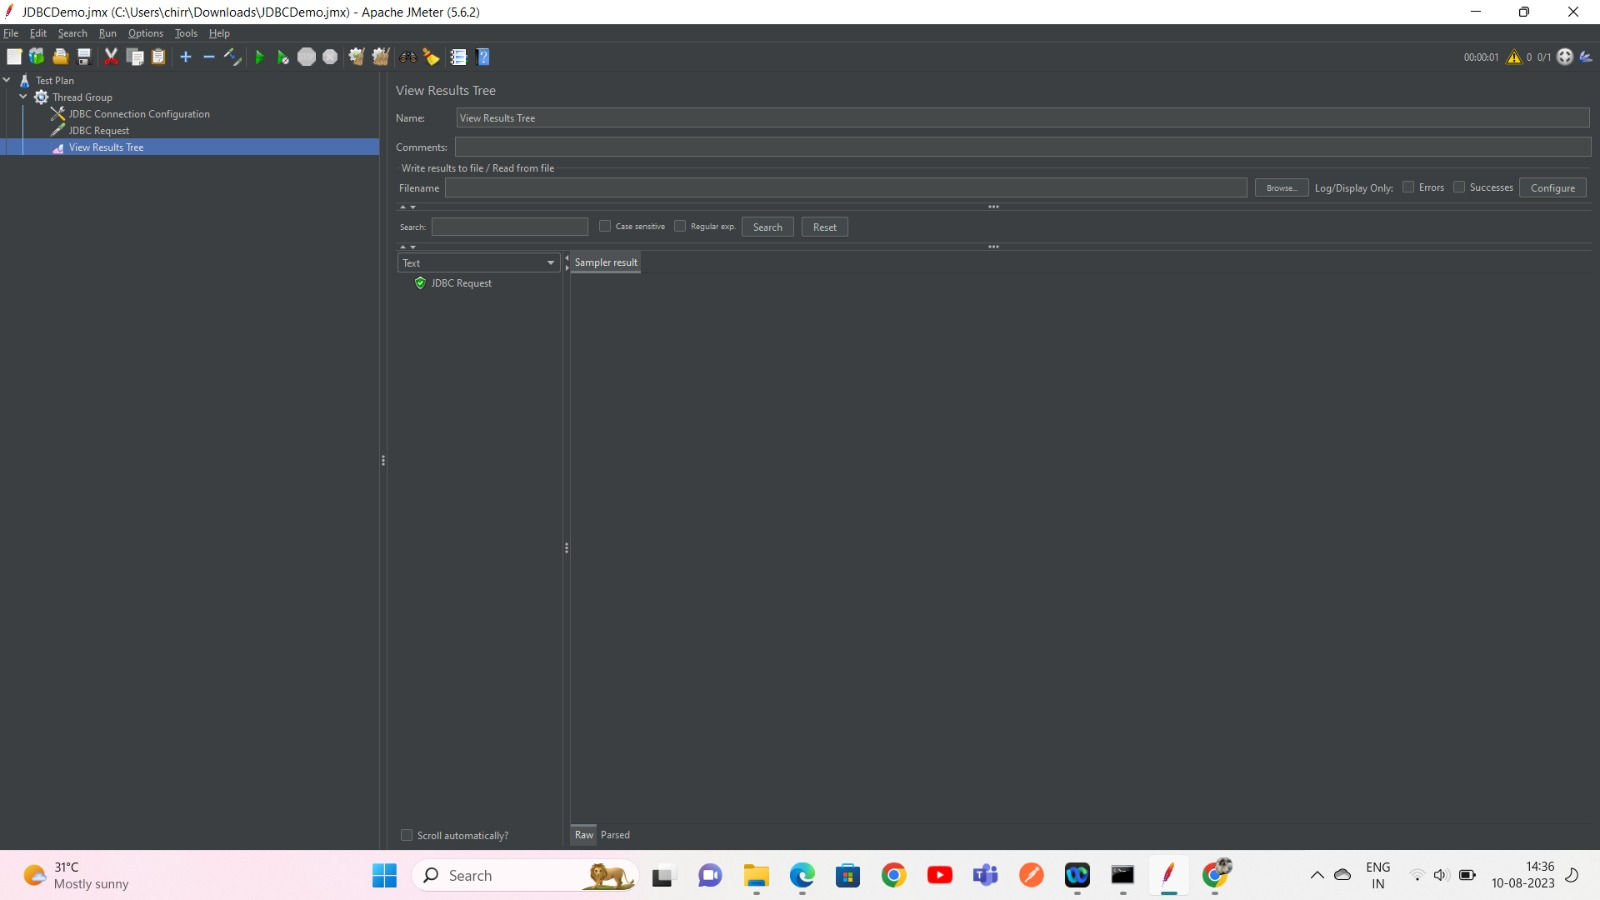 JDBCDemo.jmx (C:\Users\chirr\Downloads\JDBCDemo.jmx) - Apache JMeter (5.6.2)
File Edit Search Run Options Tools Help
00:00:01 0 0/1
Test Plan
Thread Group
JDBC Connection Configuration
JDBC Request
View Results Tree
View Results Tree
Name: View Results Tree
Comments:
Write results to file / Read from file
Filename Browse... Log/Display Only: Errors Successes Configure
Search: Case sensitive Regular exp. Search Reset
Text Sampler result
JDBC Request
Scroll automatically? Raw Parsed
31°C
Mostly sunny
Search
ENG
IN
14:36
10-08-2023